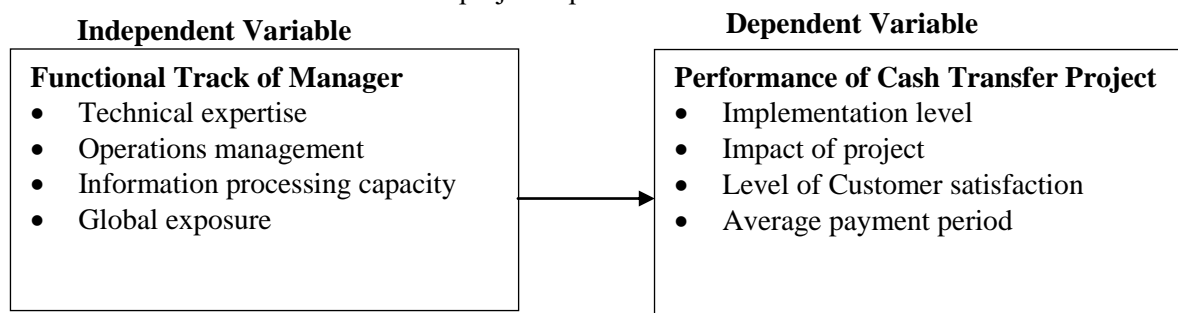 Independent Variable
Functional Track of Manager
• Technical expertise
• Operations management
• Information processing capacity
• Global exposure
Dependent Variable
Performance of Cash Transfer Project
• Implementation level
• Impact of project
• Level of Customer satisfaction
• Average payment period